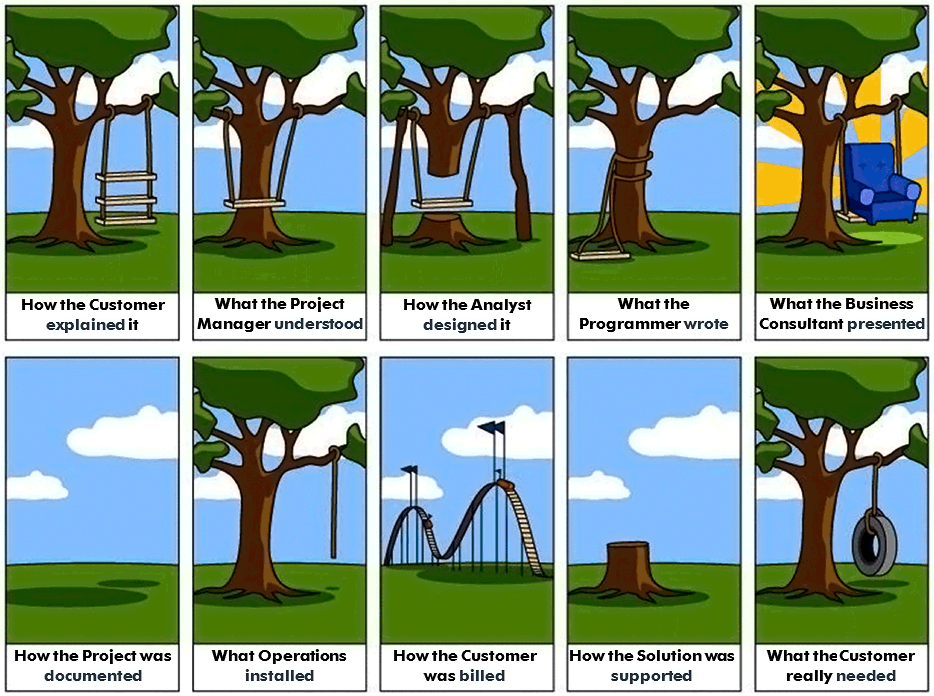 How the Customer
explained it
What the Project
Manager understood
How the Analyst
designed it
What the
Programmer wrote
What the Business
Consultant presented
How the Project was
documented
What Operations
installed
How the Customer
was billed
How the Solution was
supported
What the Customer
really needed